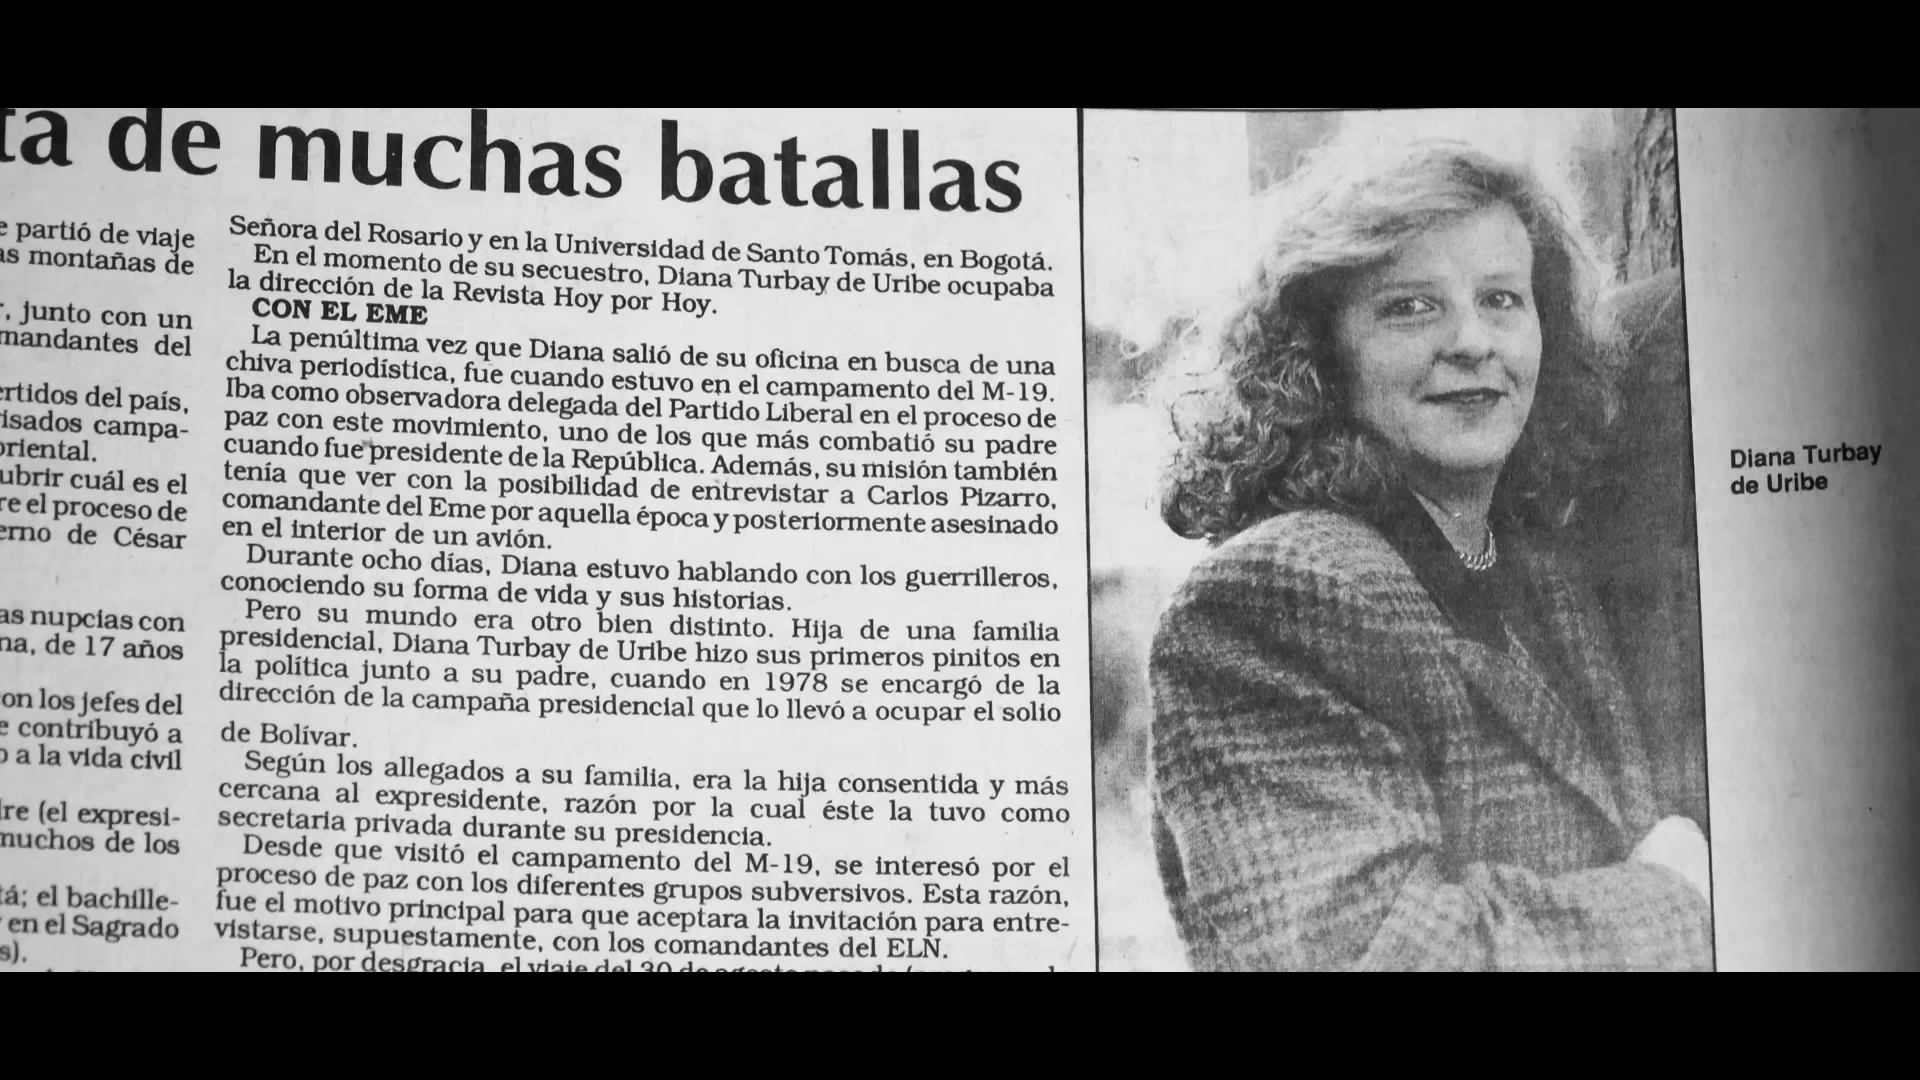 ta de muchas batallas
partió de viaje
as montañas de
, junto con un
mandantes del
ertidos del país,
isados campa-
oriental.
ubrir cuál es el
re el proceso de
erno de César
as nupcias con
na, de 17 años
on los jefes del
e contribuyó a
o a la vida civil
dre (el expresi-
muchos de los
tá; el bachille-
en el Sagrado
s).
Señora del Rosario y en la Universidad de Santo Tomás, en Bogotá.
En el momento de su secuestro, Diana Turbay de Uribe ocupaba
la dirección de la Revista Hoy por Hoy.
CON EL EME
La penúltima vez que Diana salió de su oficina en busca de una
chiva periodística, fue cuando estuvo en el campamento del M-19.
Iba como observadora delegada del Partido Liberal en el proceso de
paz con este movimiento, uno de los que más combatió su padre
cuando fue presidente de la República. Además, su misión también
tenía que ver con la posibilidad de entrevistar a Carlos Pizarro,
comandante del Eme por aquella época y posteriormente asesinado
en el interior de un avión.
Durante ocho días, Diana estuvo hablando con los guerrilleros,
conociendo su forma de vida y sus historias.
Pero su mundo era otro bien distinto. Hija de una familia
presidencial, Diana Turbay de Uribe hizo sus primeros pinitos en
la política junto a su padre, cuando en 1978 se encargó de la
dirección de la campaña presidencial que lo llevó a ocupar el solio
de Bolívar.
Según los allegados a su familia, era la hija consentida y más
cercana al expresidente, razón por la cual éste la tuvo como
secretaria privada durante su presidencia.
Desde que visitó el campamento del M-19, se interesó por el
proceso de paz con los diferentes grupos subversivos. Esta razón,
fue el motivo principal para que aceptara la invitación para entre-
vistarse, supuestamente, con los comandantes del ELN.
Pero, por desgracia, el viaje del 30 de agosto
Diana Turbay
de Uribe